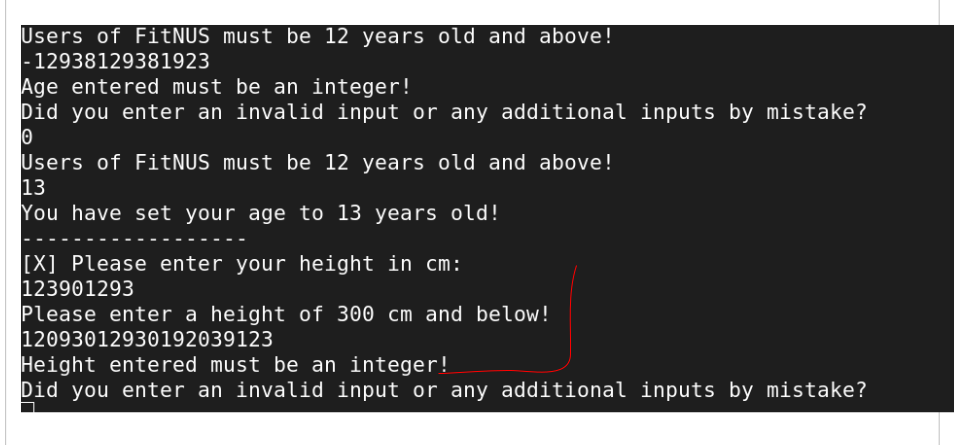 Users of FitNUS must be 12 years old and above!
-12938129381923
Age entered must be an integer!
Did you enter an invalid input or any additional inputs by mistake?
0
Users of FitNUS must be 12 years old and above!
13
You have set your age to 13 years old!
------------------
[X] Please enter your height in cm:
123901293
Please enter a height of 300 cm and below!
12093012930192039123
Height entered must be an integer!
Did you enter an invalid input or any additional inputs by mistake?